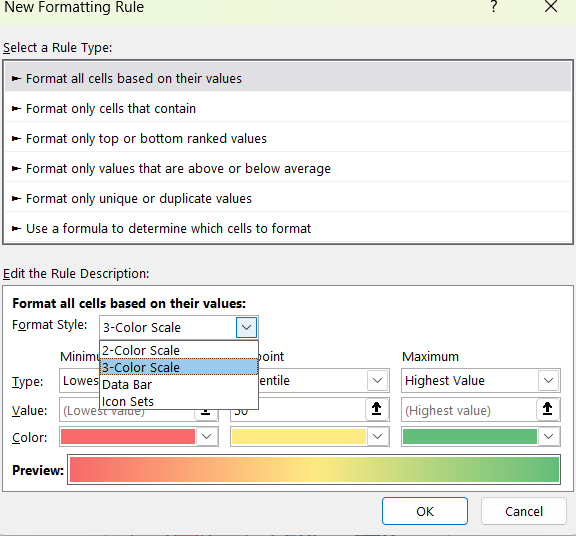 New Formatting Rule ? ×
Select a Rule Type:
► Format all cells based on their values
► Format only cells that contain
► Format only top or bottom ranked values
► Format only values that are above or below average
► Format only unique or duplicate values
► Use a formula to determine which cells to format
Edit the Rule Description:
Format all cells based on their values:
Format Style: 3-Color Scale
2-Color Scale
3-Color Scale
Data Bar
Icon Sets
Maximum
Type: Highest Value
Value: (Lowest value) 50 (Highest value)
Color:
Preview:
OK Cancel